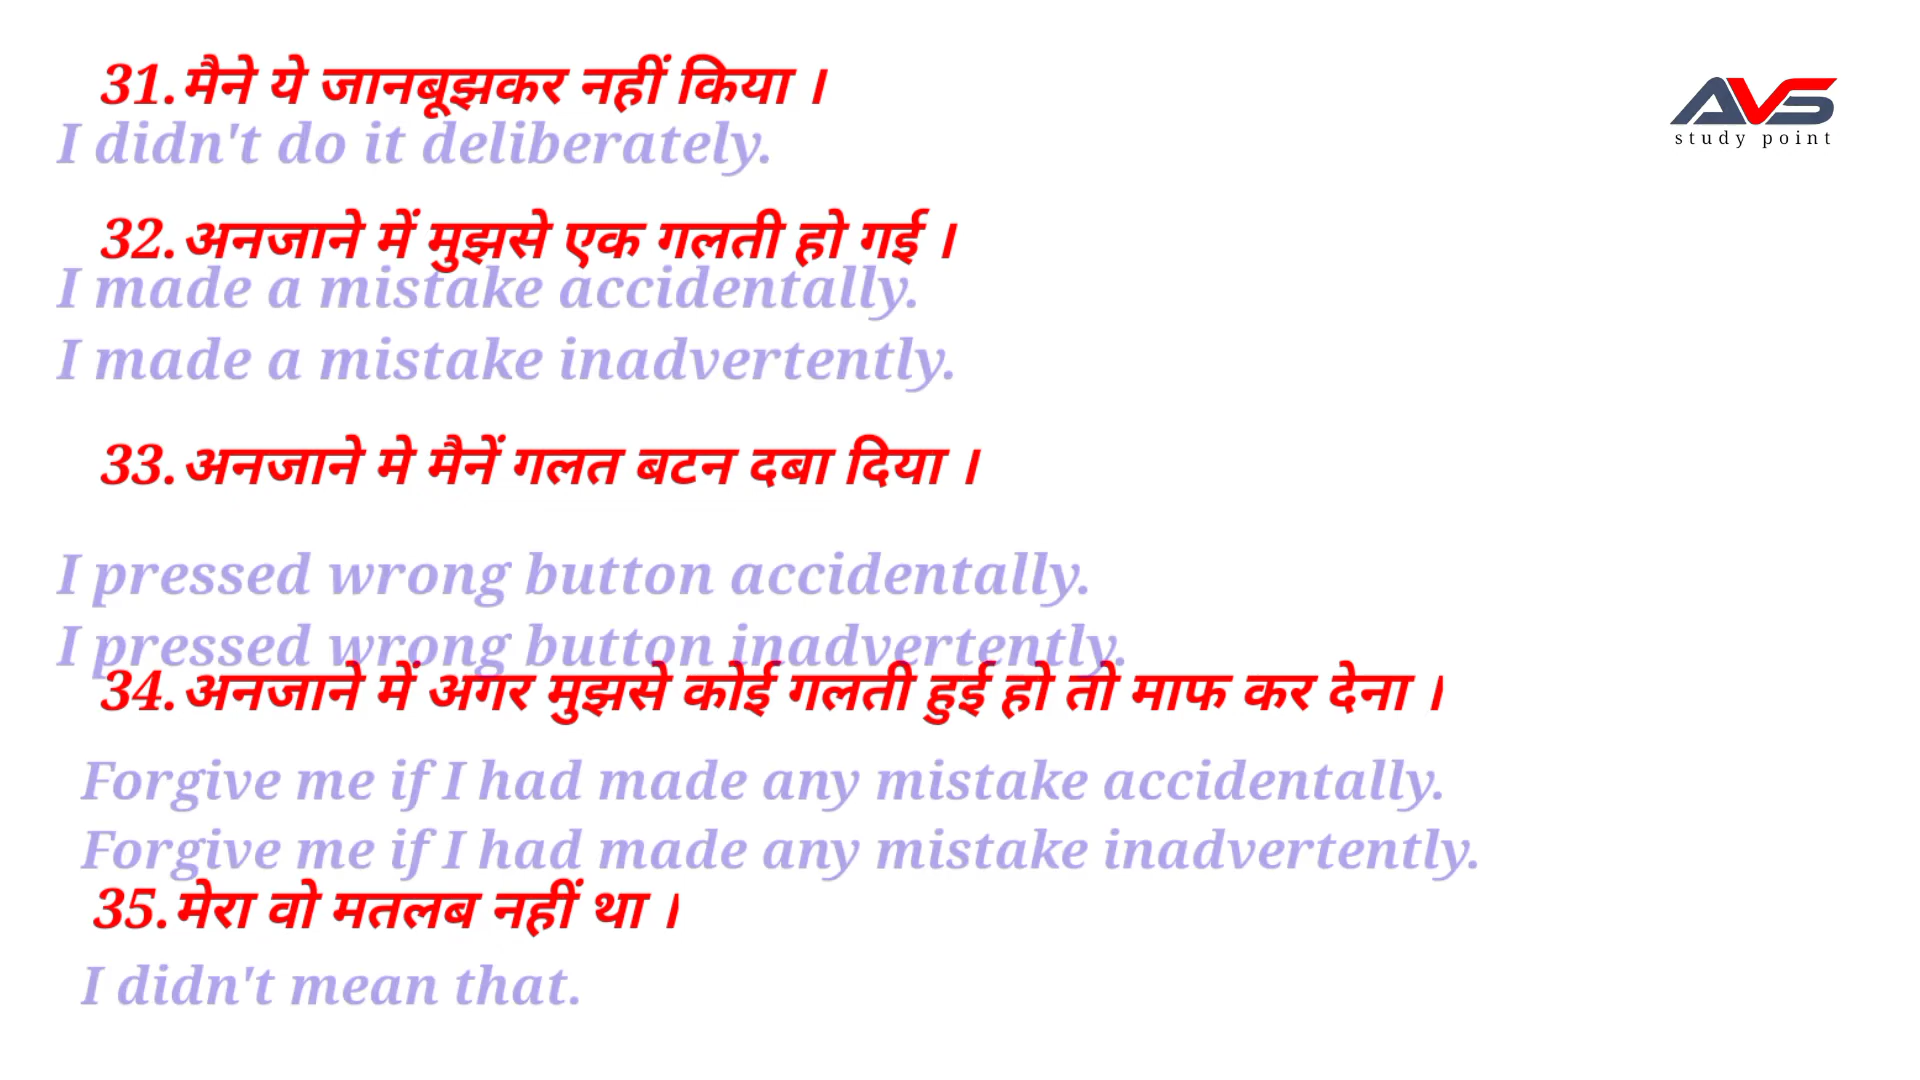 31.मैने ये जानबूझकर नहीं किया ।
AVS
study point
I didn't do it deliberately.
32.अनजाने में मुझसे एक गलती हो गई ।
I made a mistake accidentally.
I made a mistake inadvertently.
33.अनजाने मे मैनें गलत बटन दबा दिया ।
I pressed wrong button accidentally.
I pressed wrong button inadvertently.
34.अनजाने में अगर मुझसे कोई गलती हुई हो तो माफ कर देना ।
Forgive me if I had made any mistake accidentally.
Forgive me if I had made any mistake inadvertently.
35.मेरा वो मतलब नहीं था ।
I didn't mean that.